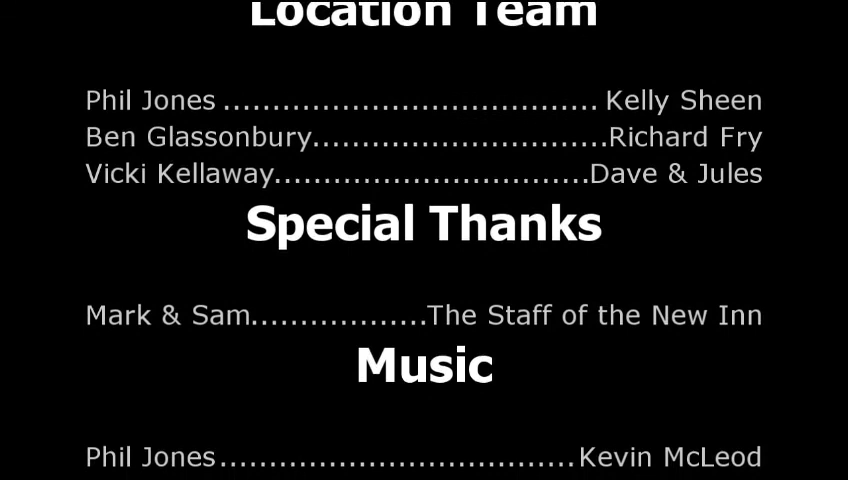 Location Team
Phil Jones ...................................... Kelly Sheen
Ben Glassonbury..............................Richard Fry
Vicki Kellaway................................Dave & Jules
Special Thanks
Mark & Sam..................The Staff of the New Inn
Music
Phil Jones....................................Kevin McLeod